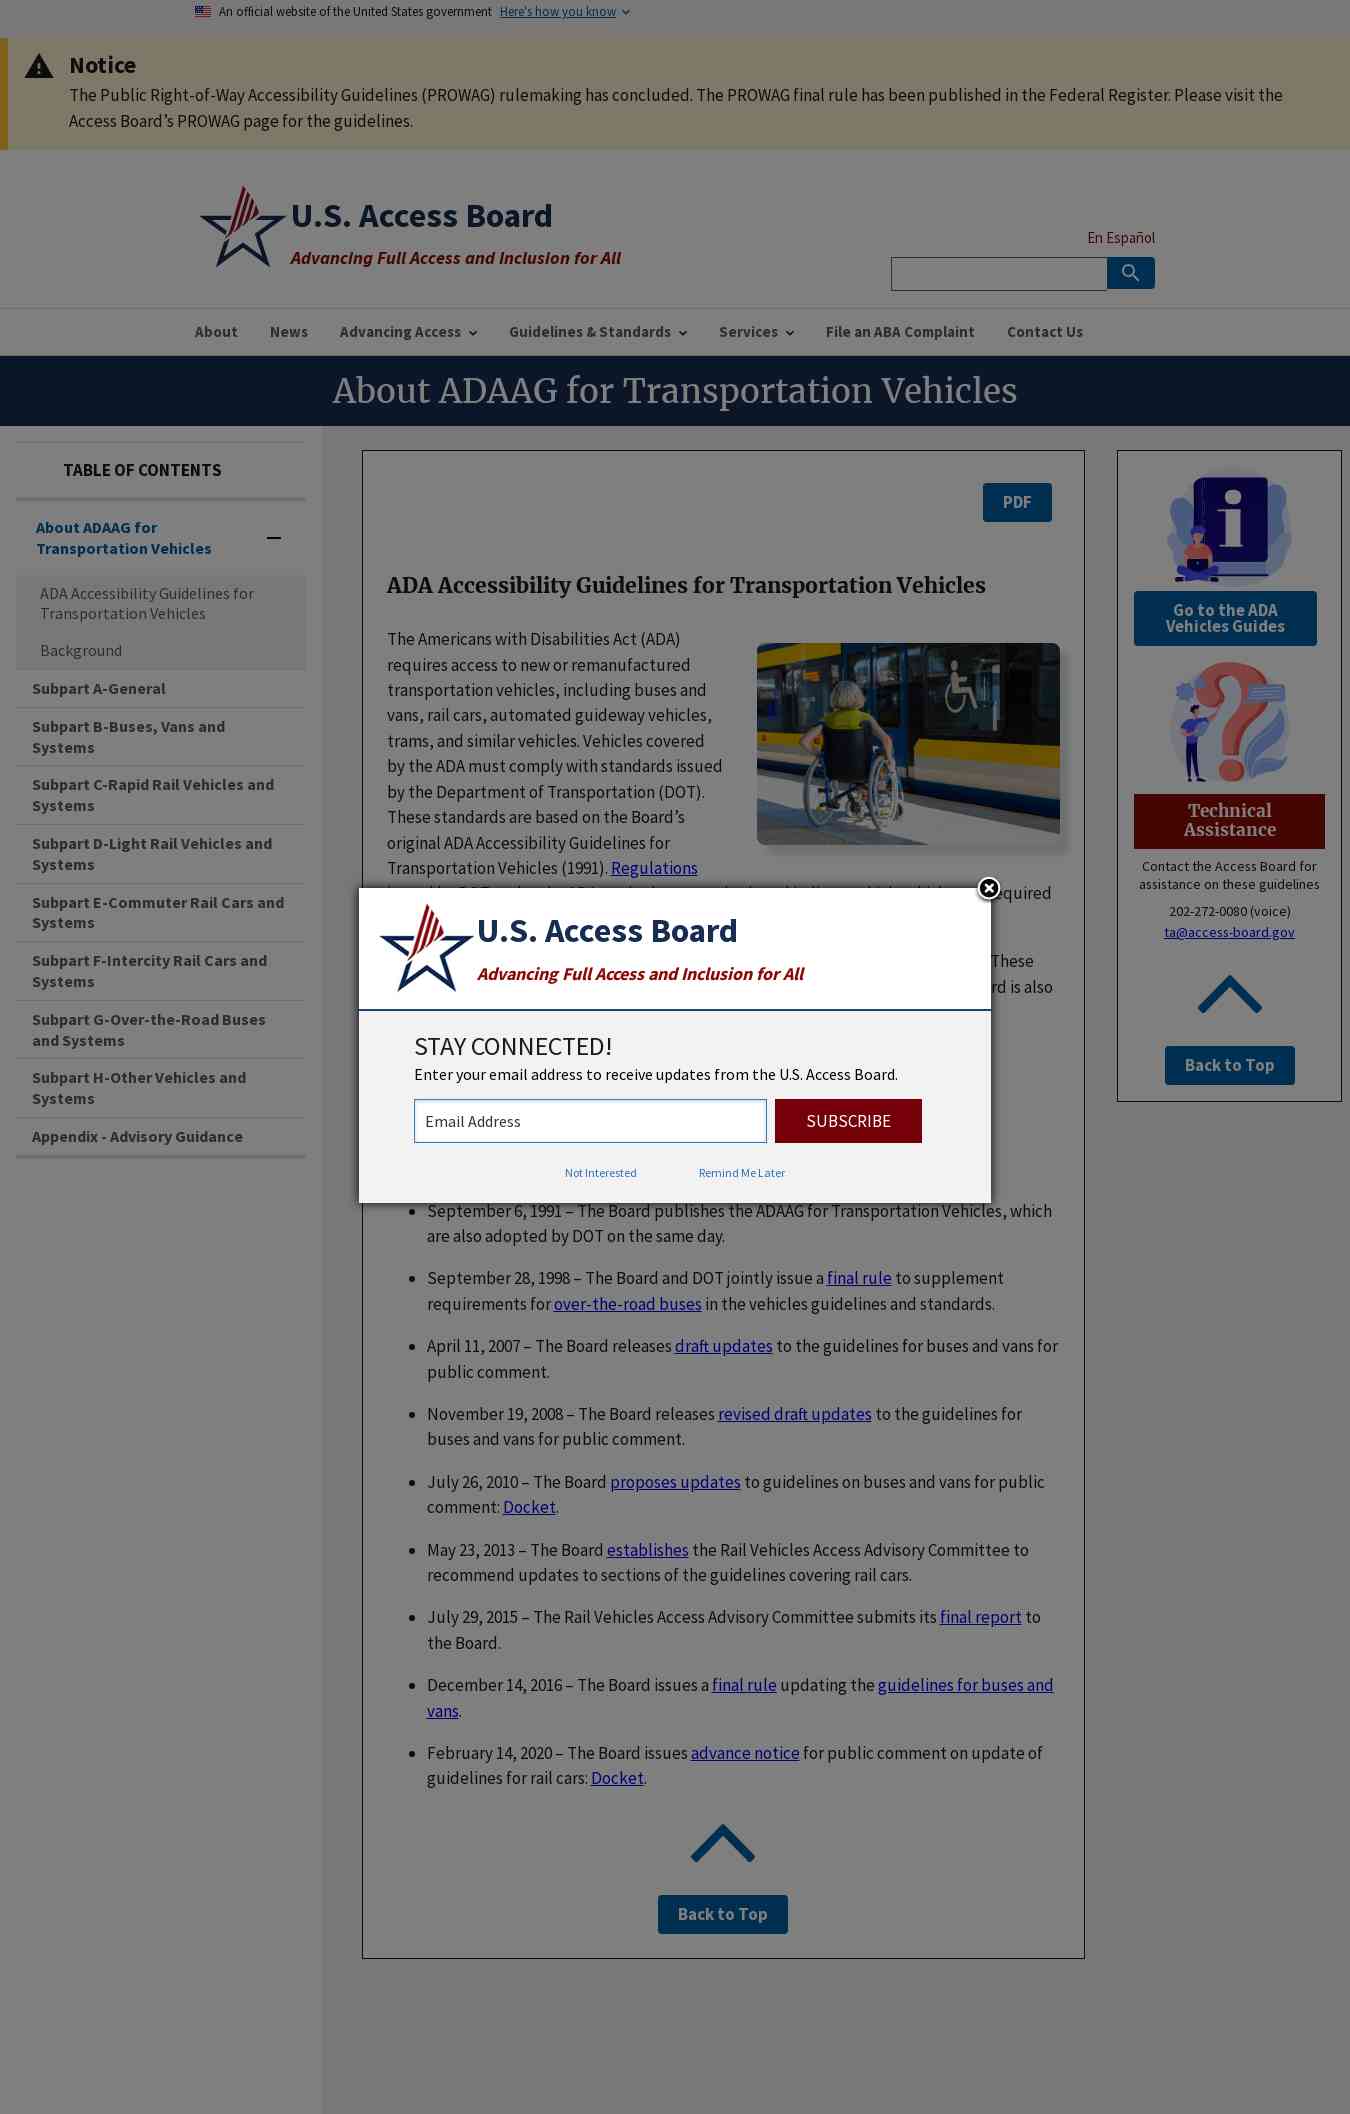 An official website of the United States government Here's how you know
Notice
The Public Right-of-Way Accessibility Guidelines (PROWAG) rulemaking has concluded. The PROWAG final rule has been published in the Federal Register. Please visit the
Access Board’s PROWAG page for the guidelines.
U.S. Access Board
Advancing Full Access and Inclusion for All
En Español
About News Advancing Access Guidelines & Standards Services File an ABA Complaint Contact Us
About ADAAG for Transportation Vehicles
TABLE OF CONTENTS
About ADAAG for
Transportation Vehicles
ADA Accessibility Guidelines for
Transportation Vehicles
Background
Subpart A-General
Subpart B-Buses, Vans and
Systems
Subpart C-Rapid Rail Vehicles and
Systems
Subpart D-Light Rail Vehicles and
Systems
Subpart E-Commuter Rail Cars and
Systems
Subpart F-Intercity Rail Cars and
Systems
Subpart G-Over-the-Road Buses
and Systems
Subpart H-Other Vehicles and
Systems
Appendix - Advisory Guidance
PDF
ADA Accessibility Guidelines for Transportation Vehicles
The Americans with Disabilities Act (ADA)
requires access to new or remanufactured
transportation vehicles, including buses and
vans, rail cars, automated guideway vehicles,
trams, and similar vehicles. Vehicles covered
by the ADA must comply with standards issued
by the Department of Transportation (DOT).
These standards are based on the Board’s
original ADA Accessibility Guidelines for
Transportation Vehicles (1991). Regulations
required
These
is also
U.S. Access Board
Advancing Full Access and Inclusion for All
STAY CONNECTED!
Enter your email address to receive updates from the U.S. Access Board.
Email Address SUBSCRIBE
Not Interested Remind Me Later
September 6, 1991 – The Board publishes the ADAAG for Transportation Vehicles, which
are also adopted by DOT on the same day.
September 28, 1998 – The Board and DOT jointly issue a final rule to supplement
requirements for over-the-road buses in the vehicles guidelines and standards.
April 11, 2007 – The Board releases draft updates to the guidelines for buses and vans for
public comment.
November 19, 2008 – The Board releases revised draft updates to the guidelines for
buses and vans for public comment.
July 26, 2010 – The Board proposes updates to guidelines on buses and vans for public
comment: Docket.
May 23, 2013 – The Board establishes the Rail Vehicles Access Advisory Committee to
recommend updates to sections of the guidelines covering rail cars.
July 29, 2015 – The Rail Vehicles Access Advisory Committee submits its final report to
the Board.
December 14, 2016 – The Board issues a final rule updating the guidelines for buses and
vans.
February 14, 2020 – The Board issues advance notice for public comment on update of
guidelines for rail cars: Docket.
Back to Top
Go to the ADA
Vehicles Guides
Technical
Assistance
Contact the Access Board for
assistance on these guidelines
202-272-0080 (voice)
ta@access-board.gov
Back to Top